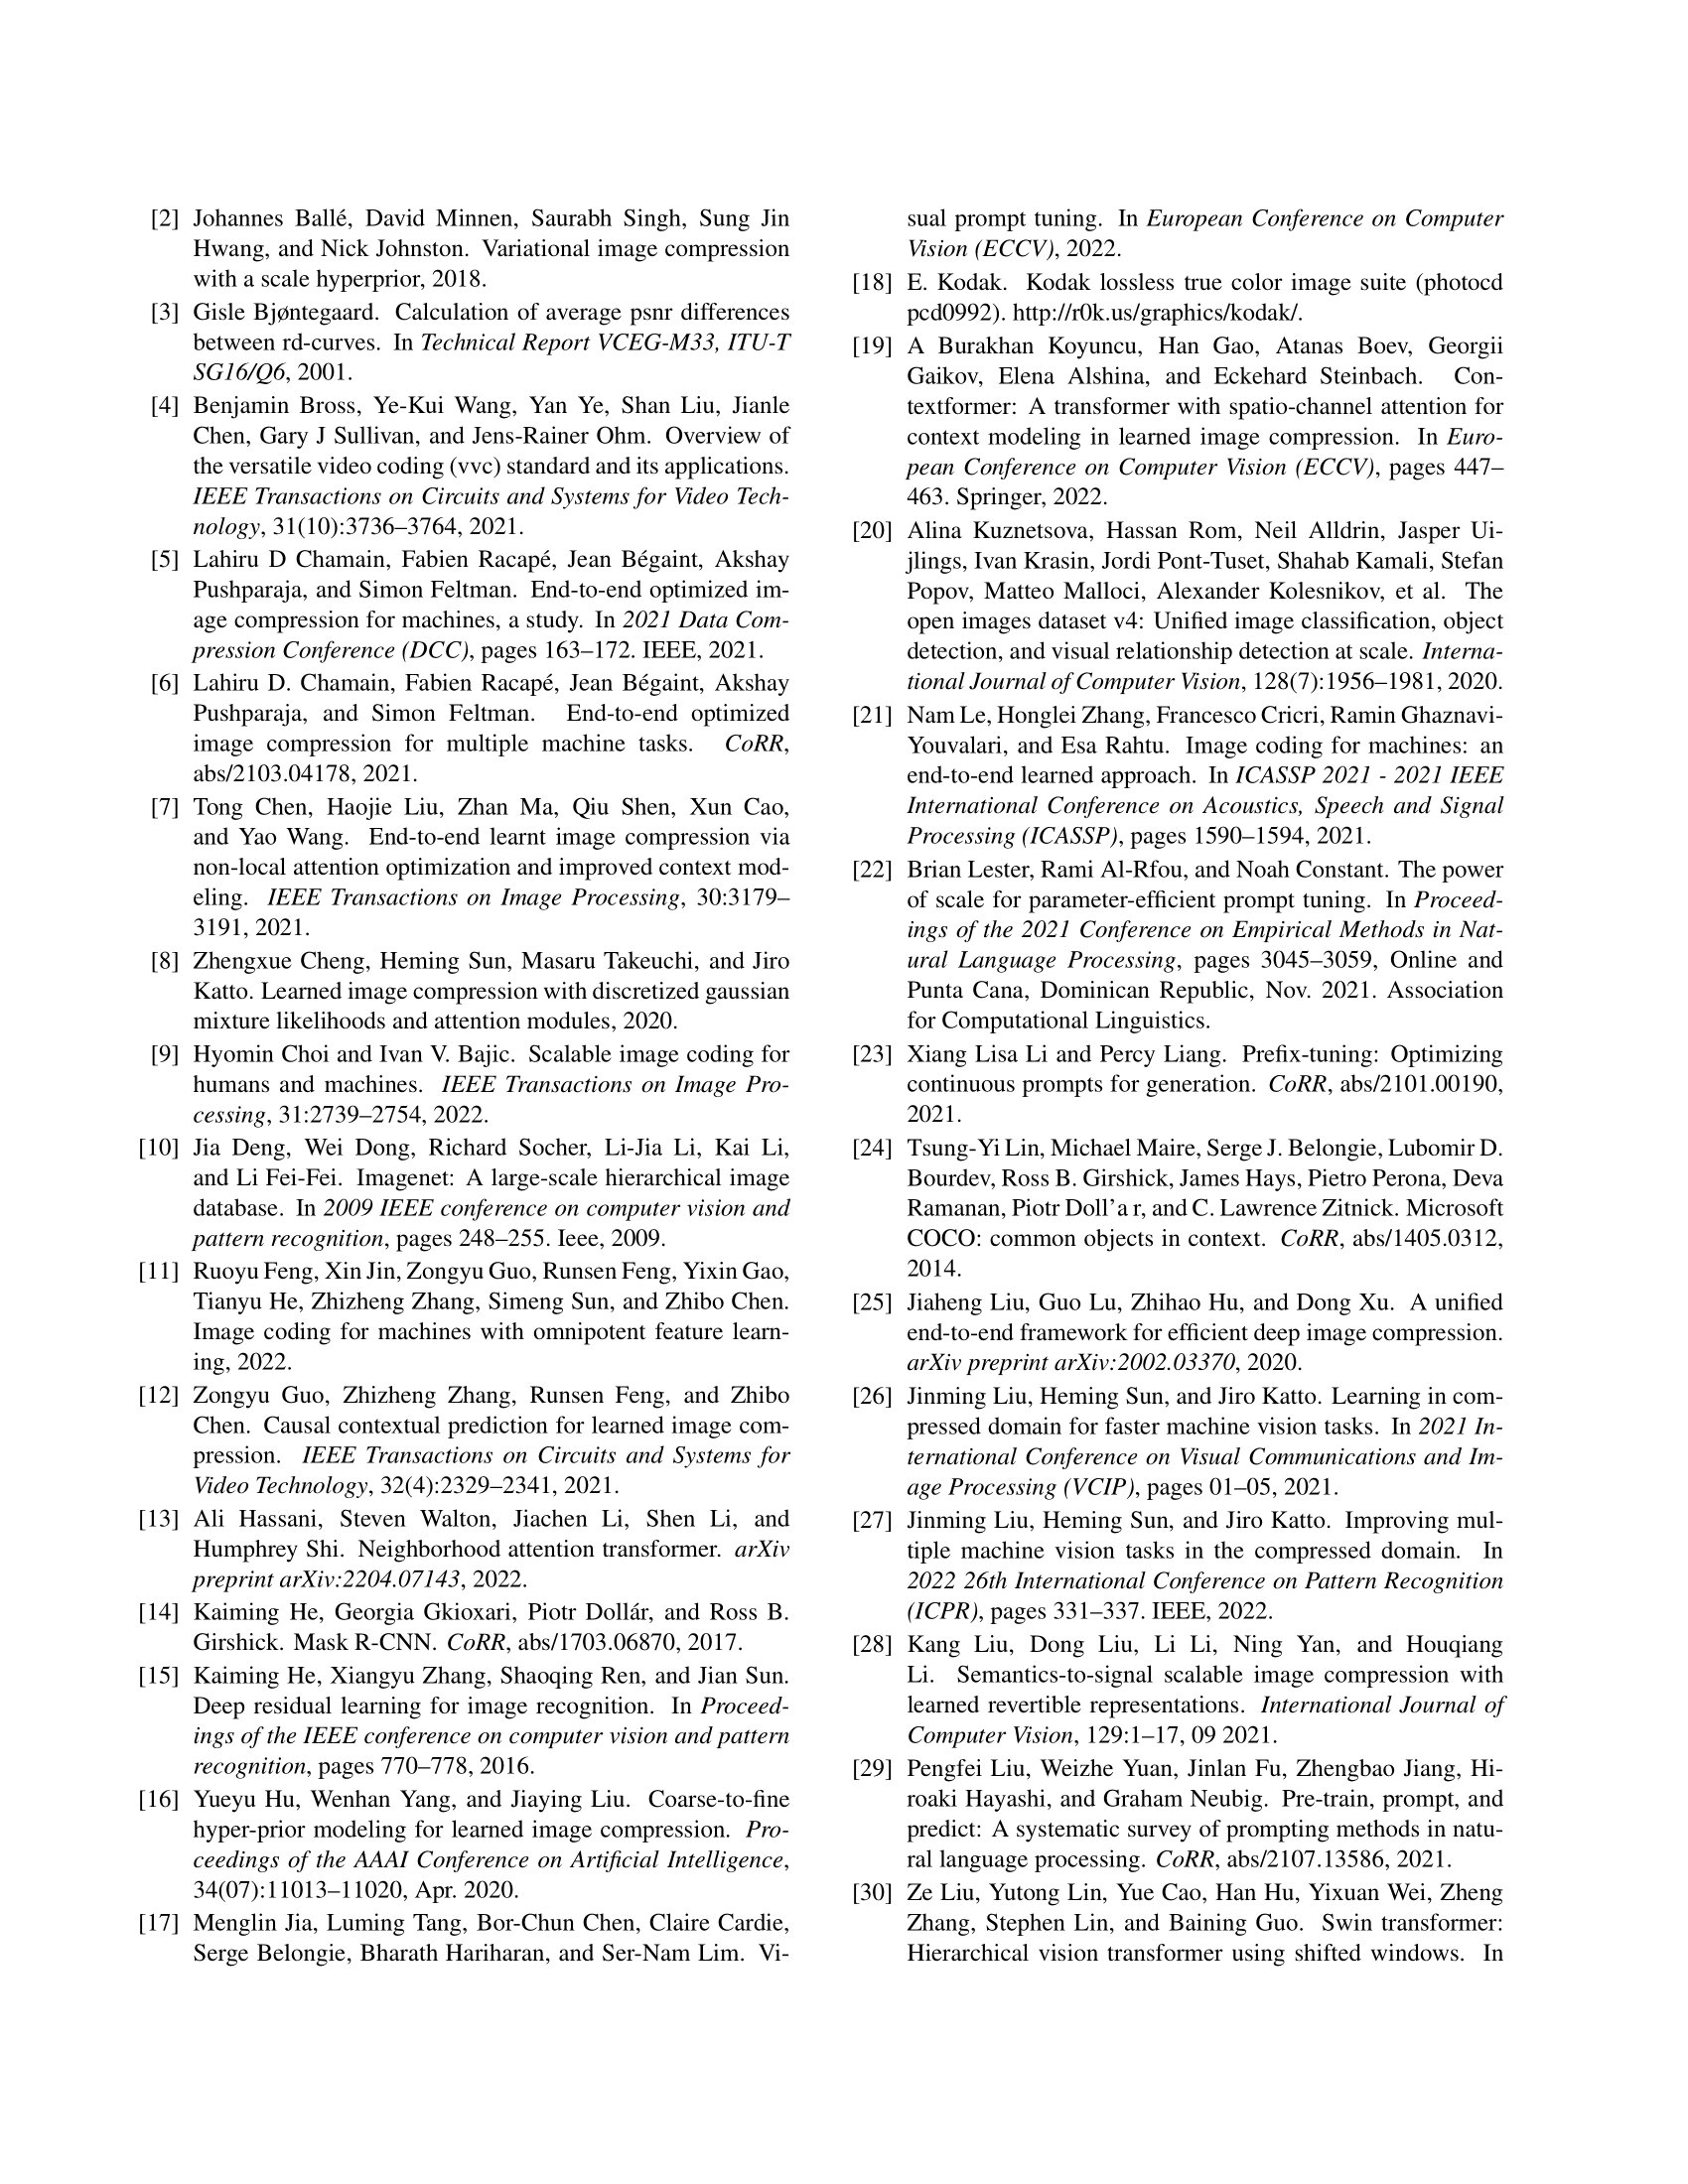 [2] Johannes Ballé, David Minnen, Saurabh Singh, Sung Jin
Hwang, and Nick Johnston. Variational image compression
with a scale hyperprior, 2018.
[3] Gisle Bjøntegaard. Calculation of average psnr differences
between rd-curves. In Technical Report VCEG-M33, ITU-T
SG16/Q6, 2001.
[4] Benjamin Bross, Ye-Kui Wang, Yan Ye, Shan Liu, Jianle
Chen, Gary J Sullivan, and Jens-Rainer Ohm. Overview of
the versatile video coding (vvc) standard and its applications.
IEEE Transactions on Circuits and Systems for Video Tech-
nology, 31(10):3736–3764, 2021.
[5] Lahiru D Chamain, Fabien Racapé, Jean Bégaint, Akshay
Pushparaja, and Simon Feltman. End-to-end optimized im-
age compression for machines, a study. In 2021 Data Com-
pression Conference (DCC), pages 163–172. IEEE, 2021.
[6] Lahiru D. Chamain, Fabien Racapé, Jean Bégaint, Akshay
Pushparaja, and Simon Feltman. End-to-end optimized
image compression for multiple machine tasks. CoRR,
abs/2103.04178, 2021.
[7] Tong Chen, Haojie Liu, Zhan Ma, Qiu Shen, Xun Cao,
and Yao Wang. End-to-end learnt image compression via
non-local attention optimization and improved context mod-
eling. IEEE Transactions on Image Processing, 30:3179–
3191, 2021.
[8] Zhengxue Cheng, Heming Sun, Masaru Takeuchi, and Jiro
Katto. Learned image compression with discretized gaussian
mixture likelihoods and attention modules, 2020.
[9] Hyomin Choi and Ivan V. Bajic. Scalable image coding for
humans and machines. IEEE Transactions on Image Pro-
cessing, 31:2739–2754, 2022.
[10] Jia Deng, Wei Dong, Richard Socher, Li-Jia Li, Kai Li,
and Li Fei-Fei. Imagenet: A large-scale hierarchical image
database. In 2009 IEEE conference on computer vision and
pattern recognition, pages 248–255. Ieee, 2009.
[11] Ruoyu Feng, Xin Jin, Zongyu Guo, Runsen Feng, Yixin Gao,
Tianyu He, Zhizheng Zhang, Simeng Sun, and Zhibo Chen.
Image coding for machines with omnipotent feature learn-
ing, 2022.
[12] Zongyu Guo, Zhizheng Zhang, Runsen Feng, and Zhibo
Chen. Causal contextual prediction for learned image com-
pression. IEEE Transactions on Circuits and Systems for
Video Technology, 32(4):2329–2341, 2021.
[13] Ali Hassani, Steven Walton, Jiachen Li, Shen Li, and
Humphrey Shi. Neighborhood attention transformer. arXiv
preprint arXiv:2204.07143, 2022.
[14] Kaiming He, Georgia Gkioxari, Piotr Dollár, and Ross B.
Girshick. Mask R-CNN. CoRR, abs/1703.06870, 2017.
[15] Kaiming He, Xiangyu Zhang, Shaoqing Ren, and Jian Sun.
Deep residual learning for image recognition. In Proceed-
ings of the IEEE conference on computer vision and pattern
recognition, pages 770–778, 2016.
[16] Yueyu Hu, Wenhan Yang, and Jiaying Liu. Coarse-to-fine
hyper-prior modeling for learned image compression. Pro-
ceedings of the AAAI Conference on Artificial Intelligence,
34(07):11013–11020, Apr. 2020.
[17] Menglin Jia, Luming Tang, Bor-Chun Chen, Claire Cardie,
Serge Belongie, Bharath Hariharan, and Ser-Nam Lim. Vi-
sual prompt tuning. In European Conference on Computer
Vision (ECCV), 2022.
[18] E. Kodak. Kodak lossless true color image suite (photocd
pcd0992). http://r0k.us/graphics/kodak/.
[19] A Burakhan Koyuncu, Han Gao, Atanas Boev, Georgii
Gaikov, Elena Alshina, and Eckehard Steinbach. Con-
textformer: A transformer with spatio-channel attention for
context modeling in learned image compression. In Euro-
pean Conference on Computer Vision (ECCV), pages 447–
463. Springer, 2022.
[20] Alina Kuznetsova, Hassan Rom, Neil Alldrin, Jasper Ui-
jlings, Ivan Krasin, Jordi Pont-Tuset, Shahab Kamali, Stefan
Popov, Matteo Malloci, Alexander Kolesnikov, et al. The
open images dataset v4: Unified image classification, object
detection, and visual relationship detection at scale. Interna-
tional Journal of Computer Vision, 128(7):1956–1981, 2020.
[21] Nam Le, Honglei Zhang, Francesco Cricri, Ramin Ghaznavi-
Youvalari, and Esa Rahtu. Image coding for machines: an
end-to-end learned approach. In ICASSP 2021 - 2021 IEEE
International Conference on Acoustics, Speech and Signal
Processing (ICASSP), pages 1590–1594, 2021.
[22] Brian Lester, Rami Al-Rfou, and Noah Constant. The power
of scale for parameter-efficient prompt tuning. In Proceed-
ings of the 2021 Conference on Empirical Methods in Nat-
ural Language Processing, pages 3045–3059, Online and
Punta Cana, Dominican Republic, Nov. 2021. Association
for Computational Linguistics.
[23] Xiang Lisa Li and Percy Liang. Prefix-tuning: Optimizing
continuous prompts for generation. CoRR, abs/2101.00190,
2021.
[24] Tsung-Yi Lin, Michael Maire, Serge J. Belongie, Lubomir D.
Bourdev, Ross B. Girshick, James Hays, Pietro Perona, Deva
Ramanan, Piotr Doll'a r, and C. Lawrence Zitnick. Microsoft
COCO: common objects in context. CoRR, abs/1405.0312,
2014.
[25] Jiaheng Liu, Guo Lu, Zhihao Hu, and Dong Xu. A unified
end-to-end framework for efficient deep image compression.
arXiv preprint arXiv:2002.03370, 2020.
[26] Jinming Liu, Heming Sun, and Jiro Katto. Learning in com-
pressed domain for faster machine vision tasks. In 2021 In-
ternational Conference on Visual Communications and Im-
age Processing (VCIP), pages 01–05, 2021.
[27] Jinming Liu, Heming Sun, and Jiro Katto. Improving mul-
tiple machine vision tasks in the compressed domain. In
2022 26th International Conference on Pattern Recognition
(ICPR), pages 331–337. IEEE, 2022.
[28] Kang Liu, Dong Liu, Li Li, Ning Yan, and Houqiang
Li. Semantics-to-signal scalable image compression with
learned revertible representations. International Journal of
Computer Vision, 129:1–17, 09 2021.
[29] Pengfei Liu, Weizhe Yuan, Jinlan Fu, Zhengbao Jiang, Hi-
roaki Hayashi, and Graham Neubig. Pre-train, prompt, and
predict: A systematic survey of prompting methods in natu-
ral language processing. CoRR, abs/2107.13586, 2021.
[30] Ze Liu, Yutong Lin, Yue Cao, Han Hu, Yixuan Wei, Zheng
Zhang, Stephen Lin, and Baining Guo. Swin transformer:
Hierarchical vision transformer using shifted windows. In